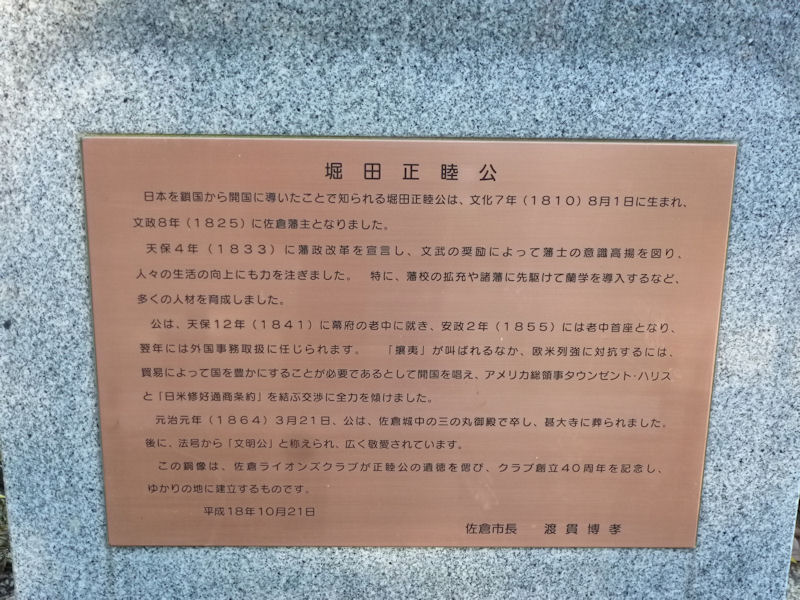 堀田正睦公
日本を鎖国から開国に導いたことで知られる堀田正睦公は、文化7年（1810）8月1日に生まれ、
文政8年（1825）に佐倉藩主となりました。
天保4年（1833）に藩政改革を宣言し、文武の奨励によって藩士の意識高揚を図り、
人々の生活の向上にも力を注ぎました。 特に、藩校の拡充や諸藩に先駆けて蘭学を導入するなど、
多くの人材を育成しました。
公は、天保12年（1841）に幕府の老中に就き、安政2年（1855）には老中首座となり、
翌年には外国事務取扱に任じられます。 「攘夷」が叫ばれるなか、欧米列強に対抗するには、
貿易によって国を豊かにすることが必要であるとして開国を唱え、アメリカ総領事タウンゼント・ハリス
と「日米修好通商条約」を結ぶ交渉に全力を傾けました。
元治元年（1864）3月21日、公は、佐倉城中の三の丸御殿で卒し、甚大寺に葬られました。
後に、法号から「文明公」と称えられ、広く敬愛されています。
この銅像は、佐倉ライオンズクラブが正睦公の遺徳を偲び、クラブ創立40周年を記念し、
ゆかりの地に建立するものです。
平成18年10月21日
佐倉市長 渡貫博孝